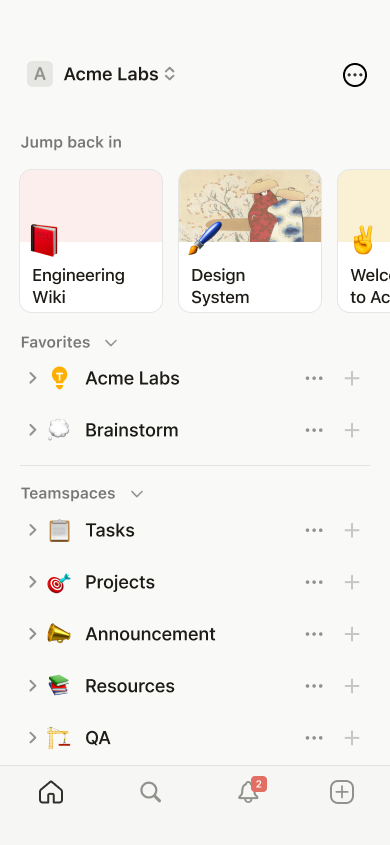 A
Acme Labs
Jump back in
Engineering
Wiki
Design
System
Welc
to Ac
Favorites
Acme Labs
Brainstorm
Teamspaces
Tasks
Projects
Announcement
Resources
QA
2